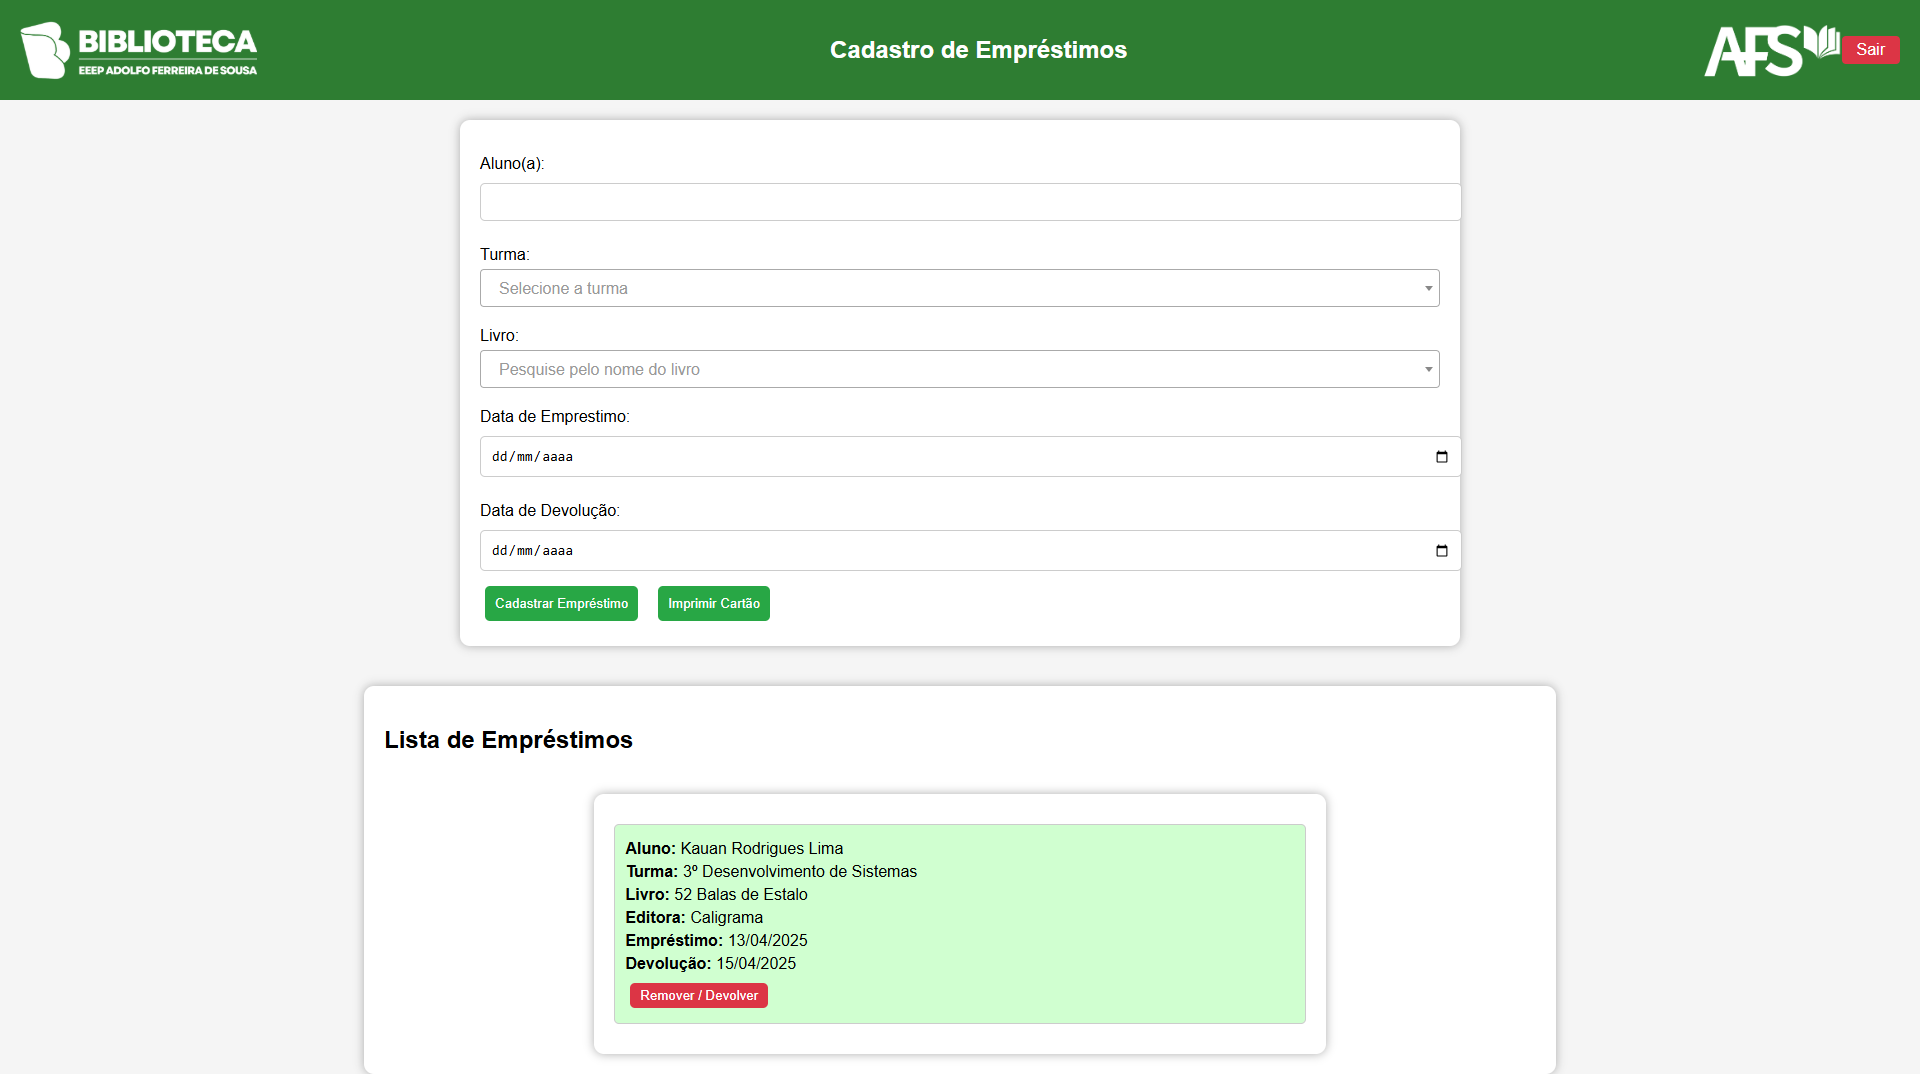 BIBLIOTECA
EEEP ADOLFO FERREIRA DE SOUSA
Cadastro de Empréstimos
AFS
Sair
Aluno(a):
Turma:
Selecione a turma
Livro:
Pesquise pelo nome do livro
Data de Emprestimo:
dd/mm/aaaa
Data de Devolução:
dd/mm/aaaa
Cadastrar Empréstimo
Imprimir Cartão
Lista de Empréstimos
Aluno: Kauan Rodrigues Lima
Turma: 3º Desenvolvimento de Sistemas
Livro: 52 Balas de Estalo
Editora: Caligrama
Empréstimo: 13/04/2025
Devolução: 15/04/2025
Remover / Devolver